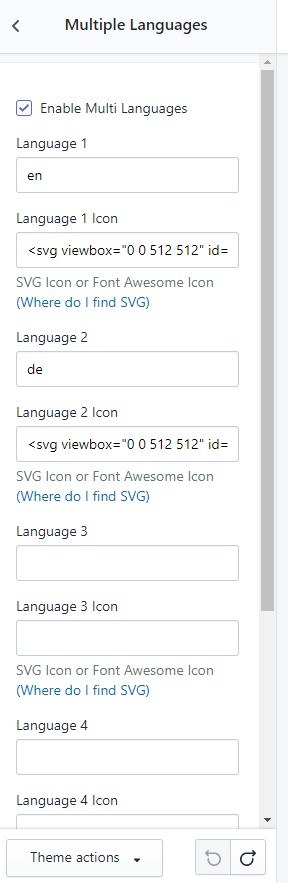 Multiple Languages
Enable Multi Languages
Language 1
en
Language 1 Icon
<svg viewbox="0 0 512 512" id=
SVG Icon or Font Awesome Icon
(Where do I find SVG)
Language 2
de
Language 2 Icon
<svg viewbox="0 0 512 512" id=
SVG Icon or Font Awesome Icon
(Where do I find SVG)
Language 3
Language 3 Icon
SVG Icon or Font Awesome Icon
(Where do I find SVG)
Language 4
Language 4 Icon
Theme actions